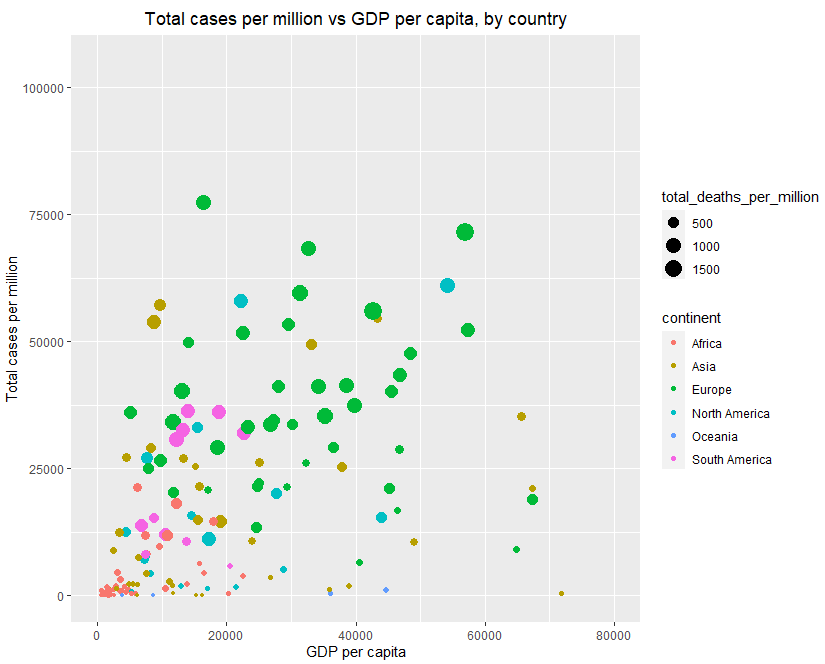 Total cases per million vs GDP per capita, by country
Total cases per million
100000
75000
50000
25000
0
0 20000 40000 60000 80000
GDP per capita
total_deaths_per_million
500
1000
1500
continent
Africa
Asia
Europe
North America
Oceania
South America